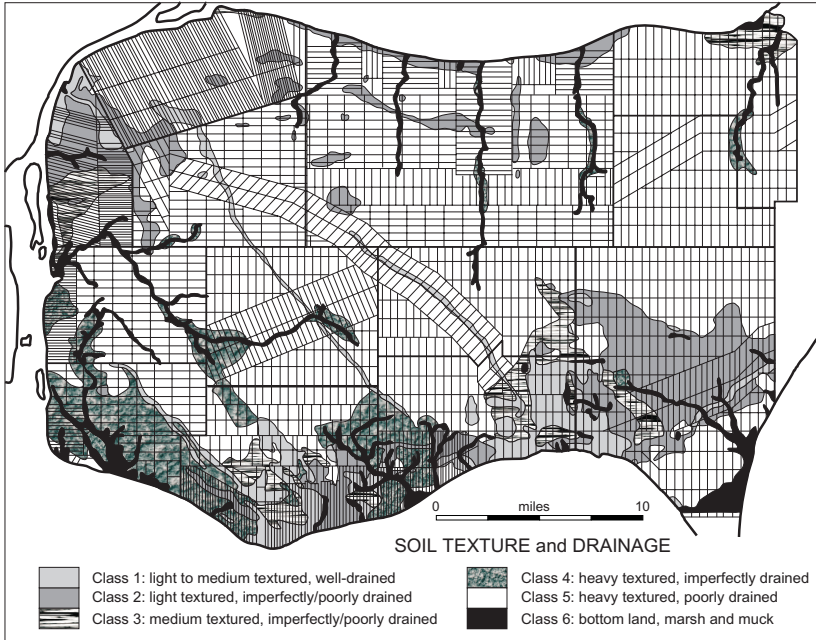 0 miles 10
SOIL TEXTURE and DRAINAGE
Class 1: light to medium textured, well-drained
Class 2: light textured, imperfectly/poorly drained
Class 3: medium textured, imperfectly/poorly drained
Class 4: heavy textured, imperfectly drained
Class 5: heavy textured, poorly drained
Class 6: bottom land, marsh and muck